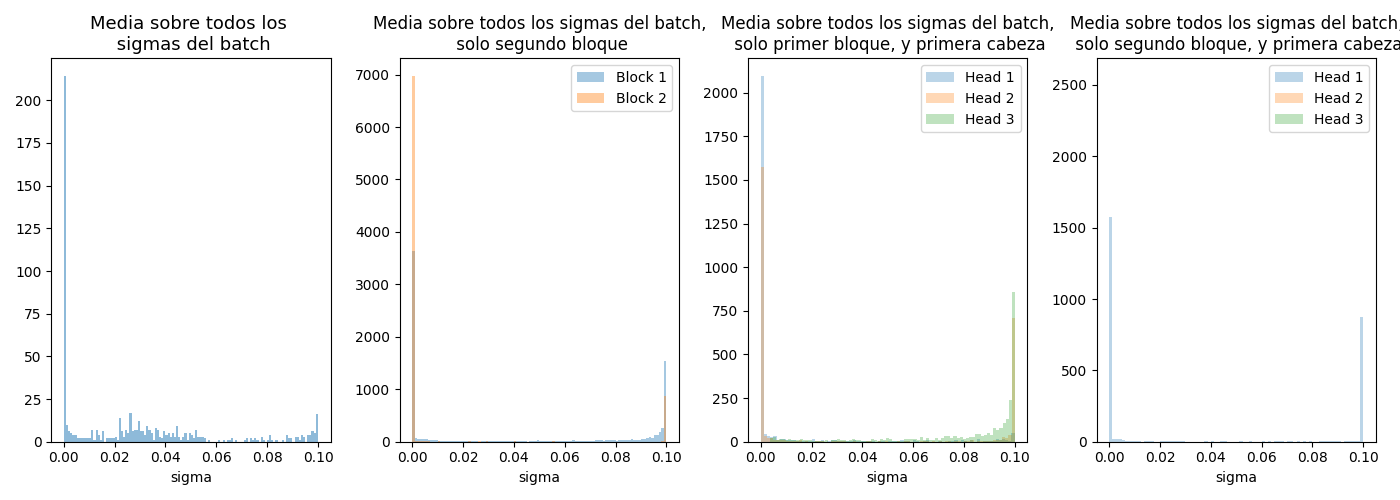 Media sobre todos los
sigmas del batch
200
175
150
125
100
75
50
25
0
0.00 0.02 0.04 0.06 0.08 0.10
sigma
Media sobre todos los sigmas del batch,
solo segundo bloque
Block 1
Block 2
7000
6000
5000
4000
3000
2000
1000
0
0.00 0.02 0.04 0.06 0.08 0.10
sigma
Media sobre todos los sigmas del batch,
solo primer bloque, y primera cabeza
Head 1
Head 2
Head 3
2000
1750
1500
1250
1000
750
500
250
0
0.00 0.02 0.04 0.06 0.08 0.10
sigma
Media sobre todos los sigmas del batch,
solo segundo bloque, y primera cabeza
Head 1
Head 2
Head 3
2500
2000
1500
1000
500
0
0.00 0.02 0.04 0.06 0.08 0.10
sigma